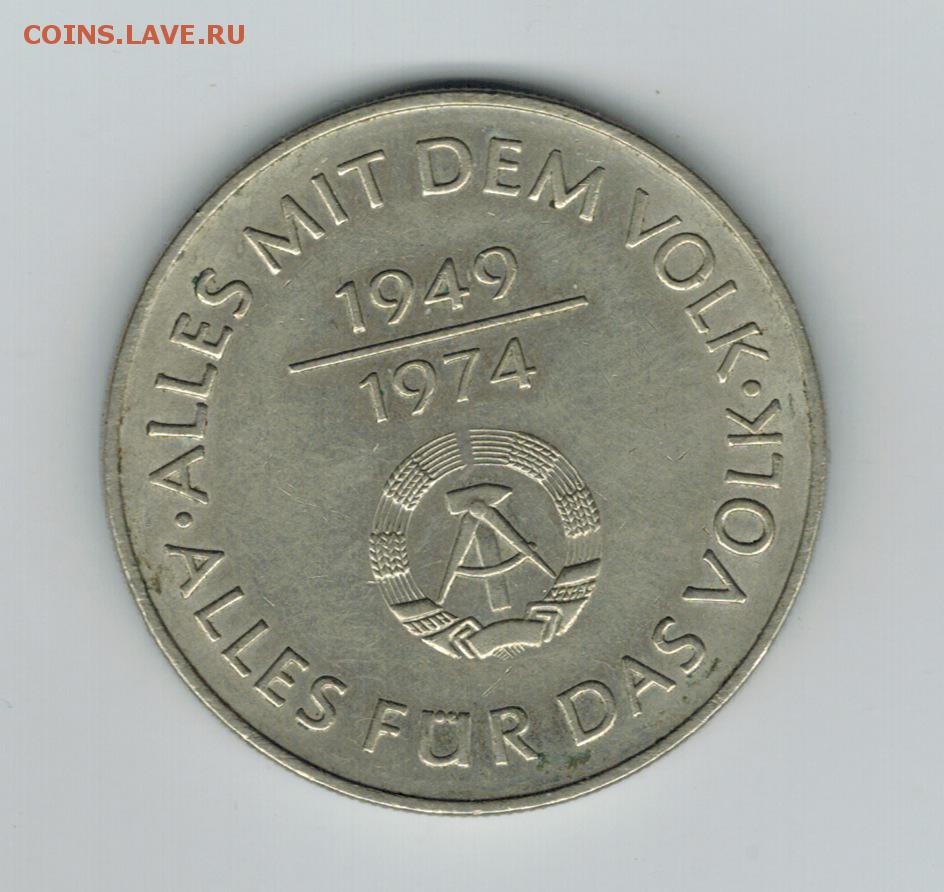 COINS.LAVE.RU
ALLES MIT DEM VOLK ·
ALLES FüR DAS VOLK ·
1949
1974